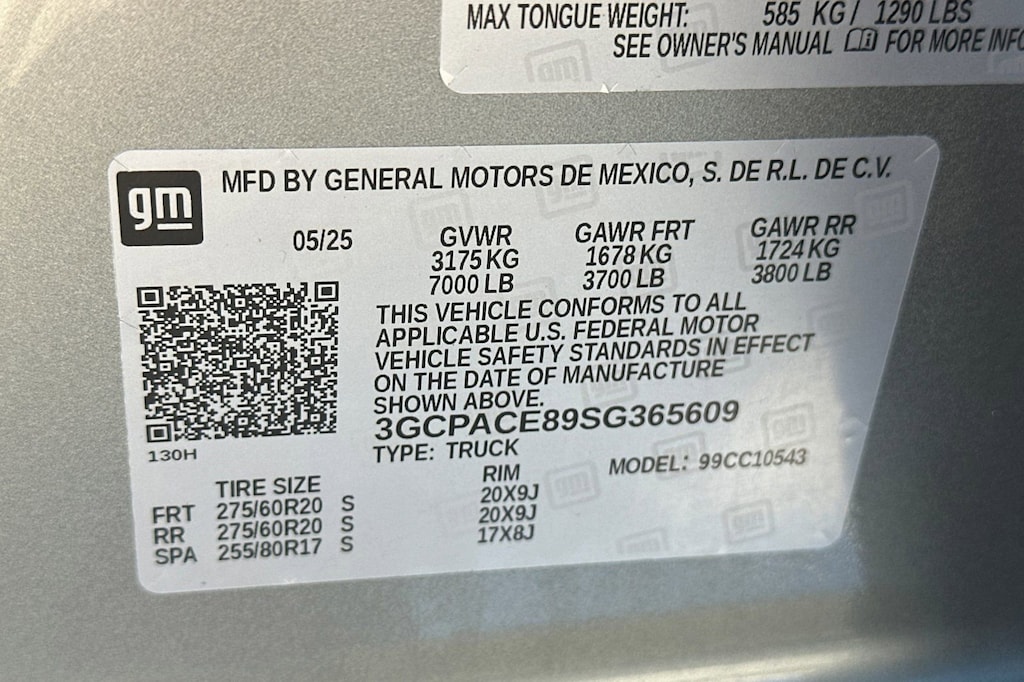 MAX TONGUE WEIGHT: 585 KG / 1290 LBS
SEE OWNER'S MANUAL FOR MORE INFO
gm
MFD BY GENERAL MOTORS DE MEXICO, S. DE R.L. DE C.V.
05/25 GVWR GAWR FRT GAWR RR
3175 KG 1678 KG 1724 KG
7000 LB 3700 LB 3800 LB
THIS VEHICLE CONFORMS TO ALL
APPLICABLE U.S. FEDERAL MOTOR
VEHICLE SAFETY STANDARDS IN EFFECT
ON THE DATE OF MANUFACTURE
SHOWN ABOVE.
3GCPACE89SG365609
130H
TYPE: TRUCK
MODEL: 99CC10543
TIRE SIZE RIM
FRT 275/60R20 S 20X9J
RR 275/60R20 S 20X9J
SPA 255/80R17 S 17X8J